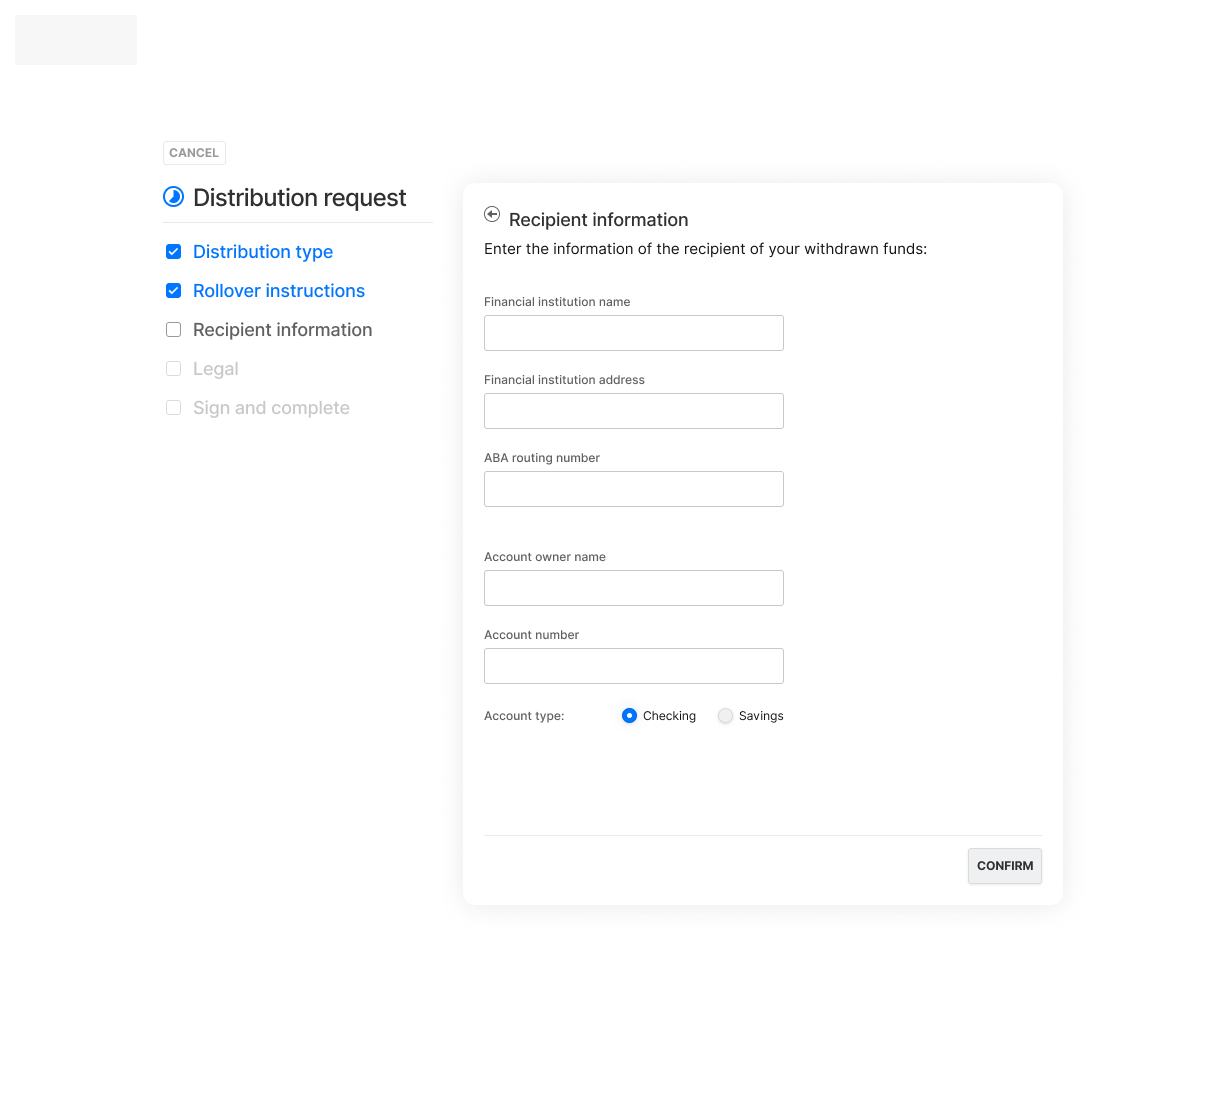 CANCEL
Distribution request
Distribution type
Rollover instructions
Recipient information
Legal
Sign and complete
Recipient information
Enter the information of the recipient of your withdrawn funds:
Financial institution name
Financial institution address
ABA routing number
Account owner name
Account number
Account type: Checking Savings
CONFIRM